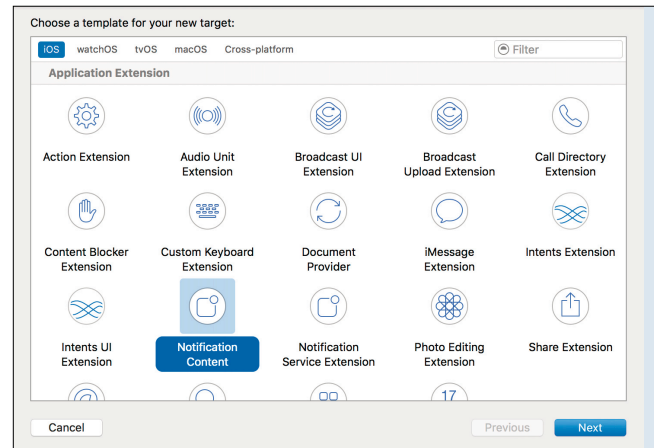 Choose a template for your new target:
iOS watchOS tvOS macOS Cross-platform Filter
Application Extension
Action Extension
Audio Unit
Extension
Broadcast UI
Extension
Broadcast
Upload Extension
Call Directory
Extension
Content Blocker
Extension
Custom Keyboard
Extension
Document
Provider
iMessage
Extension
Intents Extension
Intents UI
Extension
Notification
Content
Notification
Service Extension
Photo Editing
Extension
Share Extension
@
17
Cancel Previous Next